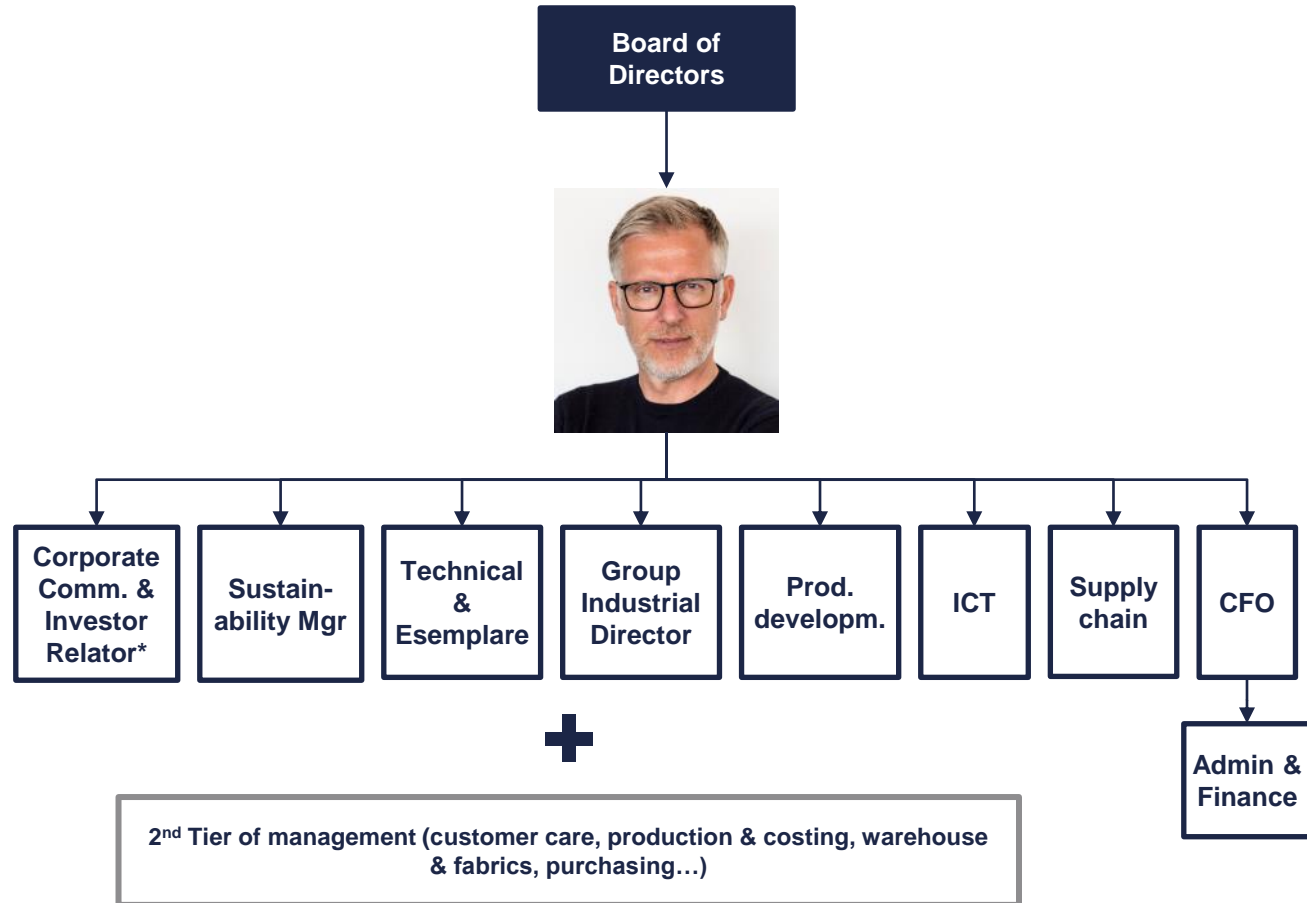 Board of
Directors
Corporate
Comm. &
Investor
Relator*
Sustain-
ability Mgr
Technical
&
Esemplare
Group
Industrial
Director
Prod.
developm.
ICT
Supply
chain
CFO
Admin &
Finance
2nd Tier of management (customer care, production & costing, warehouse
& fabrics, purchasing…)